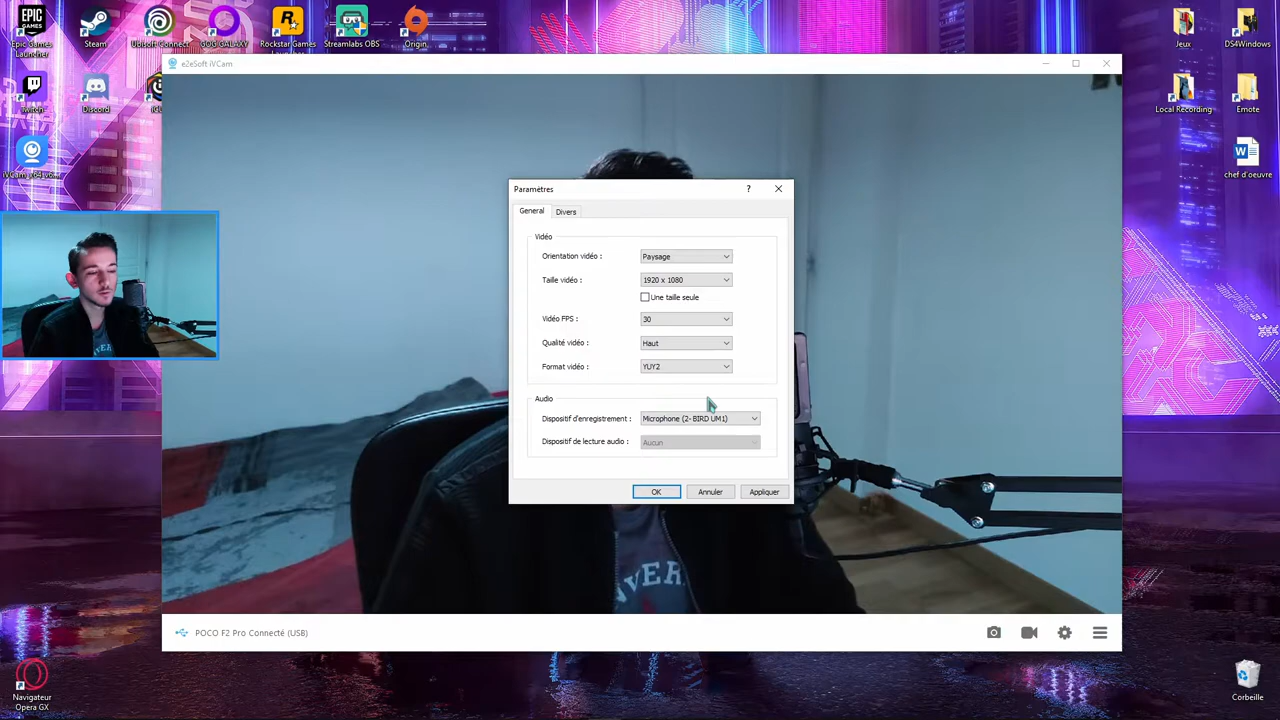 Epic Games
Launcher
Steam
Ubisoft Connect
GOG GALAXY
Rockstar Games
Streamlabs OBS
Origin
Jeux
DS4Windows
Twitch
Discord
Local Recording
Emote
iVCam x64 v6...
chef d'oeuvre
e2eSoft iVCam
Paramètres
General
Divers
Vidéo
Orientation vidéo :
Paysage
Taille vidéo :
1920 x 1080
Une taille seule
Vidéo FPS :
30
Qualité vidéo :
Haut
Format vidéo :
YUY2
Audio
Dispositif d'enregistrement :
Microphone (2- BIRD UM1)
Dispositif de lecture audio :
Aucun
OK
Annuler
Appliquer
POCO F2 Pro Connecté (USB)
Navigateur
Opera GX
Corbeille